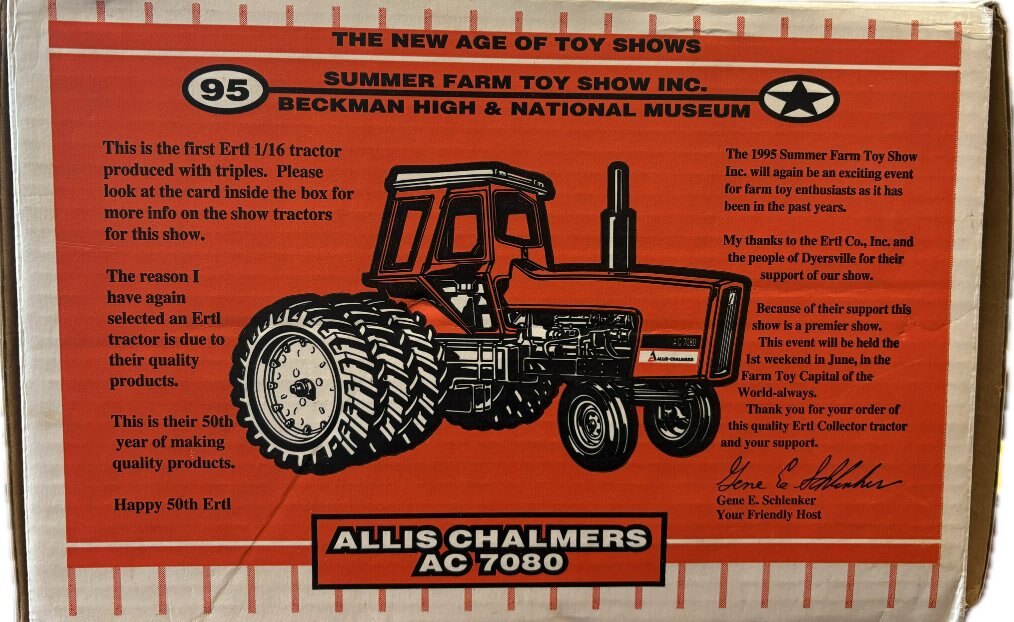 THE NEW AGE OF TOY SHOWS
95
SUMMER FARM TOY SHOW INC.
BECKMAN HIGH & NATIONAL MUSEUM
This is the first Ertl 1/16 tractor
produced with triples. Please
look at the card inside the box for
more info on the show tractors
for this show.
The reason I
have again
selected an Ertl
tractor is due to
their quality
products.
This is their 50th
year of making
quality products.
Happy 50th Ertl
The 1995 Summer Farm Toy Show
Inc. will again be an exciting event
for farm toy enthusiasts as it has
been in the past years.
My thanks to the Ertl Co., Inc. and
the people of Dyersville for their
support of our show.
Because of their support this
show is a premier show.
This event will be held the
1st weekend in June, in the
Farm Toy Capital of the
World-always.
Thank you for your order of
this quality Ertl Collector tractor
and your support.
Gene E. Schlenker
Gene E. Schlenker
Your Friendly Host
AC 7080
ALLIS-CHALMERS
ALLIS CHALMERS
AC 7080